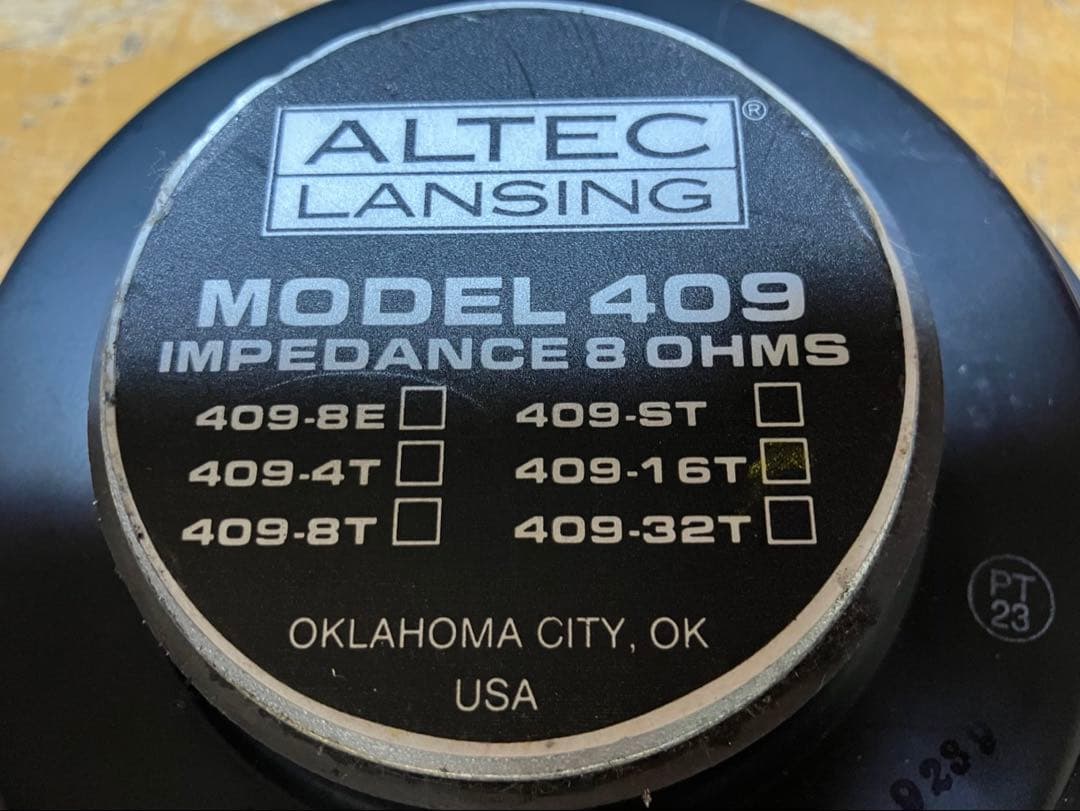 ALTEC®
LANSING
MODEL 409
IMPEDANCE 8 OHMS
409-8E 409-ST
409-4T 409-16T
409-8T 409-32T
OKLAHOMA CITY, OK
USA
PT
23